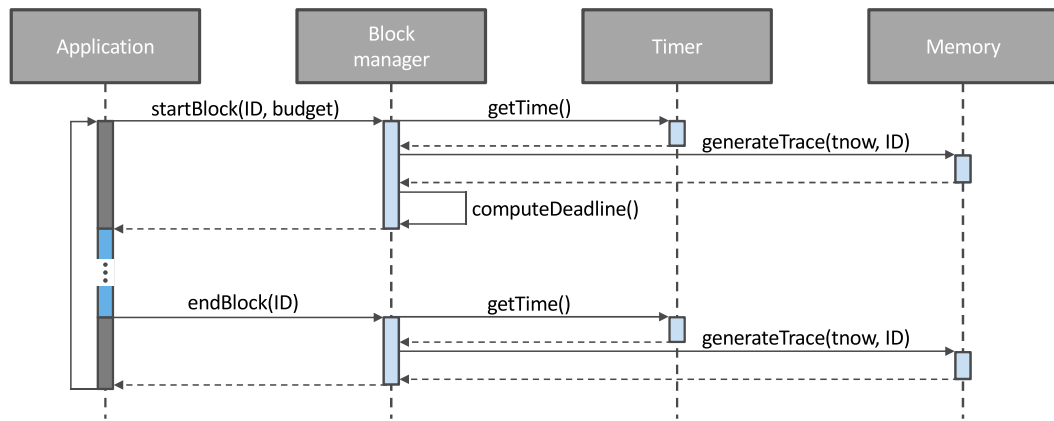 Application
Block
manager
Timer
Memory
startBlock(ID, budget)
getTime()
generateTrace(tnow, ID)
computeDeadline()
endBlock(ID)
getTime()
generateTrace(tnow, ID)